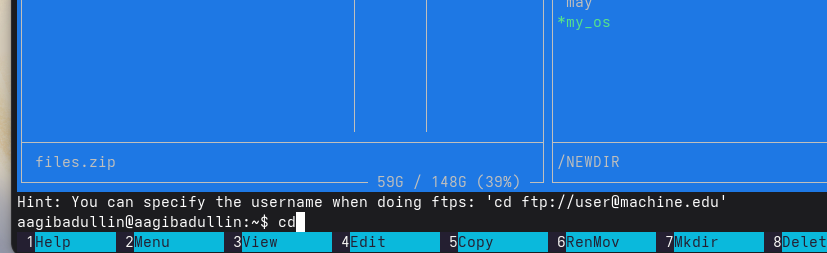 may
*my_os
files.zip
/NEWDIR
59G / 148G (39%)
Hint: You can specify the username when doing ftps: 'cd ftp://user@machine.edu'
aagibadullin@aagibadullin:~$ cd
1Help 2Menu 3View 4Edit 5Copy 6RenMov 7Mkdir 8Delet